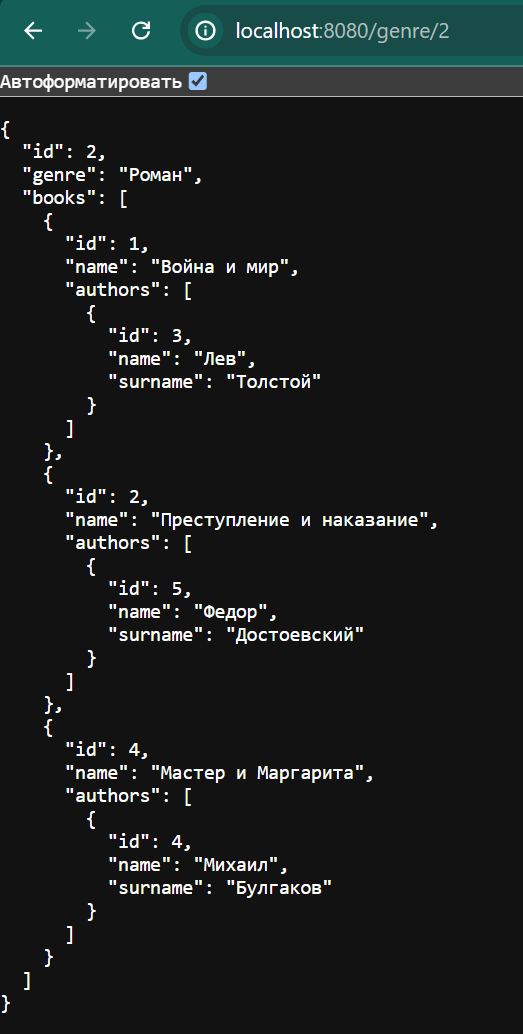 localhost:8080/genre/2
Автоформатировать
{
  "id": 2,
  "genre": "Роман",
  "books": [
    {
      "id": 1,
      "name": "Война и мир",
      "authors": [
        {
          "id": 3,
          "name": "Лев",
          "surname": "Толстой"
        }
      ]
    },
    {
      "id": 2,
      "name": "Преступление и наказание",
      "authors": [
        {
          "id": 5,
          "name": "Федор",
          "surname": "Достоевский"
        }
      ]
    },
    {
      "id": 4,
      "name": "Мастер и Маргарита",
      "authors": [
        {
          "id": 4,
          "name": "Михаил",
          "surname": "Булгаков"
        }
      ]
    }
  ]
}